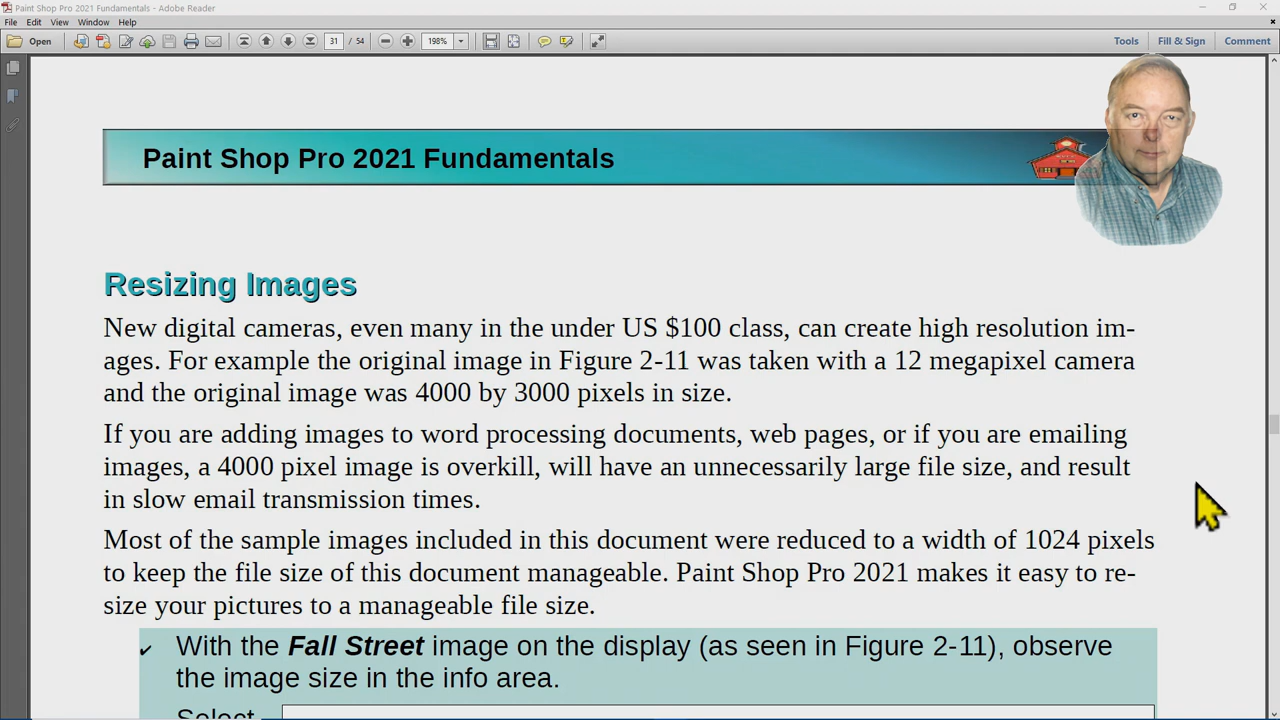 Paint Shop Pro 2021 Fundamentals - Adobe Reader
File Edit View Window Help
Open 31 / 54 198% Tools Fill & Sign Comment
Paint Shop Pro 2021 Fundamentals
Resizing Images
New digital cameras, even many in the under US $100 class, can create high resolution im-
ages. For example the original image in Figure 2-11 was taken with a 12 megapixel camera
and the original image was 4000 by 3000 pixels in size.
If you are adding images to word processing documents, web pages, or if you are emailing
images, a 4000 pixel image is overkill, will have an unnecessarily large file size, and result
in slow email transmission times.
Most of the sample images included in this document were reduced to a width of 1024 pixels
to keep the file size of this document manageable. Paint Shop Pro 2021 makes it easy to re-
size your pictures to a manageable file size.
✓ With the Fall Street image on the display (as seen in Figure 2-11), observe
the image size in the info area.
Select